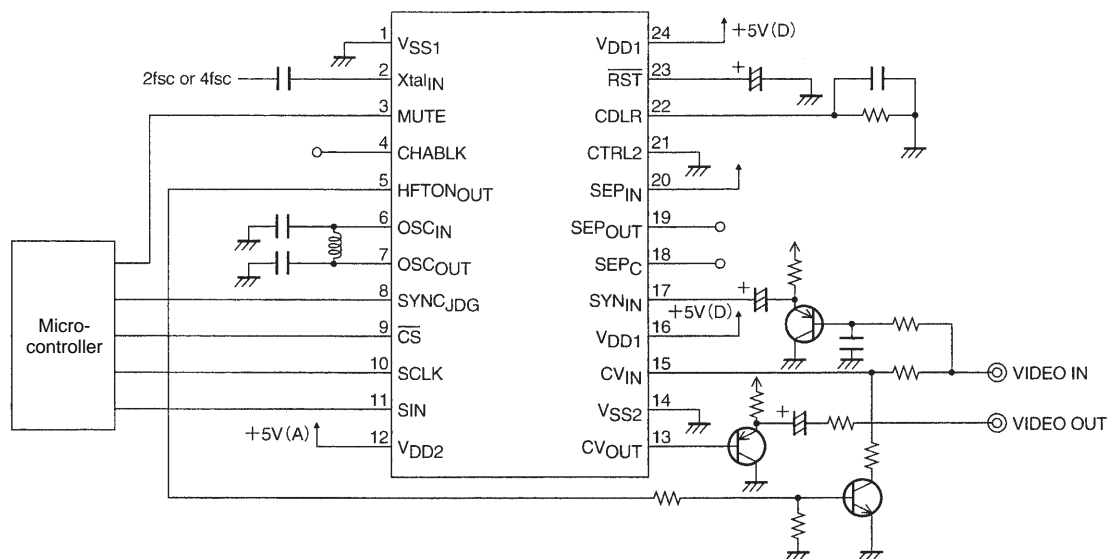 1 VSS1
2 XtalIN
3 MUTE
4 CHABLK
5 HFTONOUT
6 OSCIN
7 OSCOUT
8 SYNCJDG
9 CS
10 SCLK
11 SIN
12 VDD2
2fsc or 4fsc
Micro-
controller
+5V(A)
VDD1 24
RST 23
CDLR 22
CTRL2 21
SEPIN 20
SEPOUT 19
SEPC 18
SYNIN 17
VDD1 16
CVIN 15
VSS2 14
CVOUT 13
+5V(D)
+
+
+5V(D)
VIDEO IN
+
VIDEO OUT